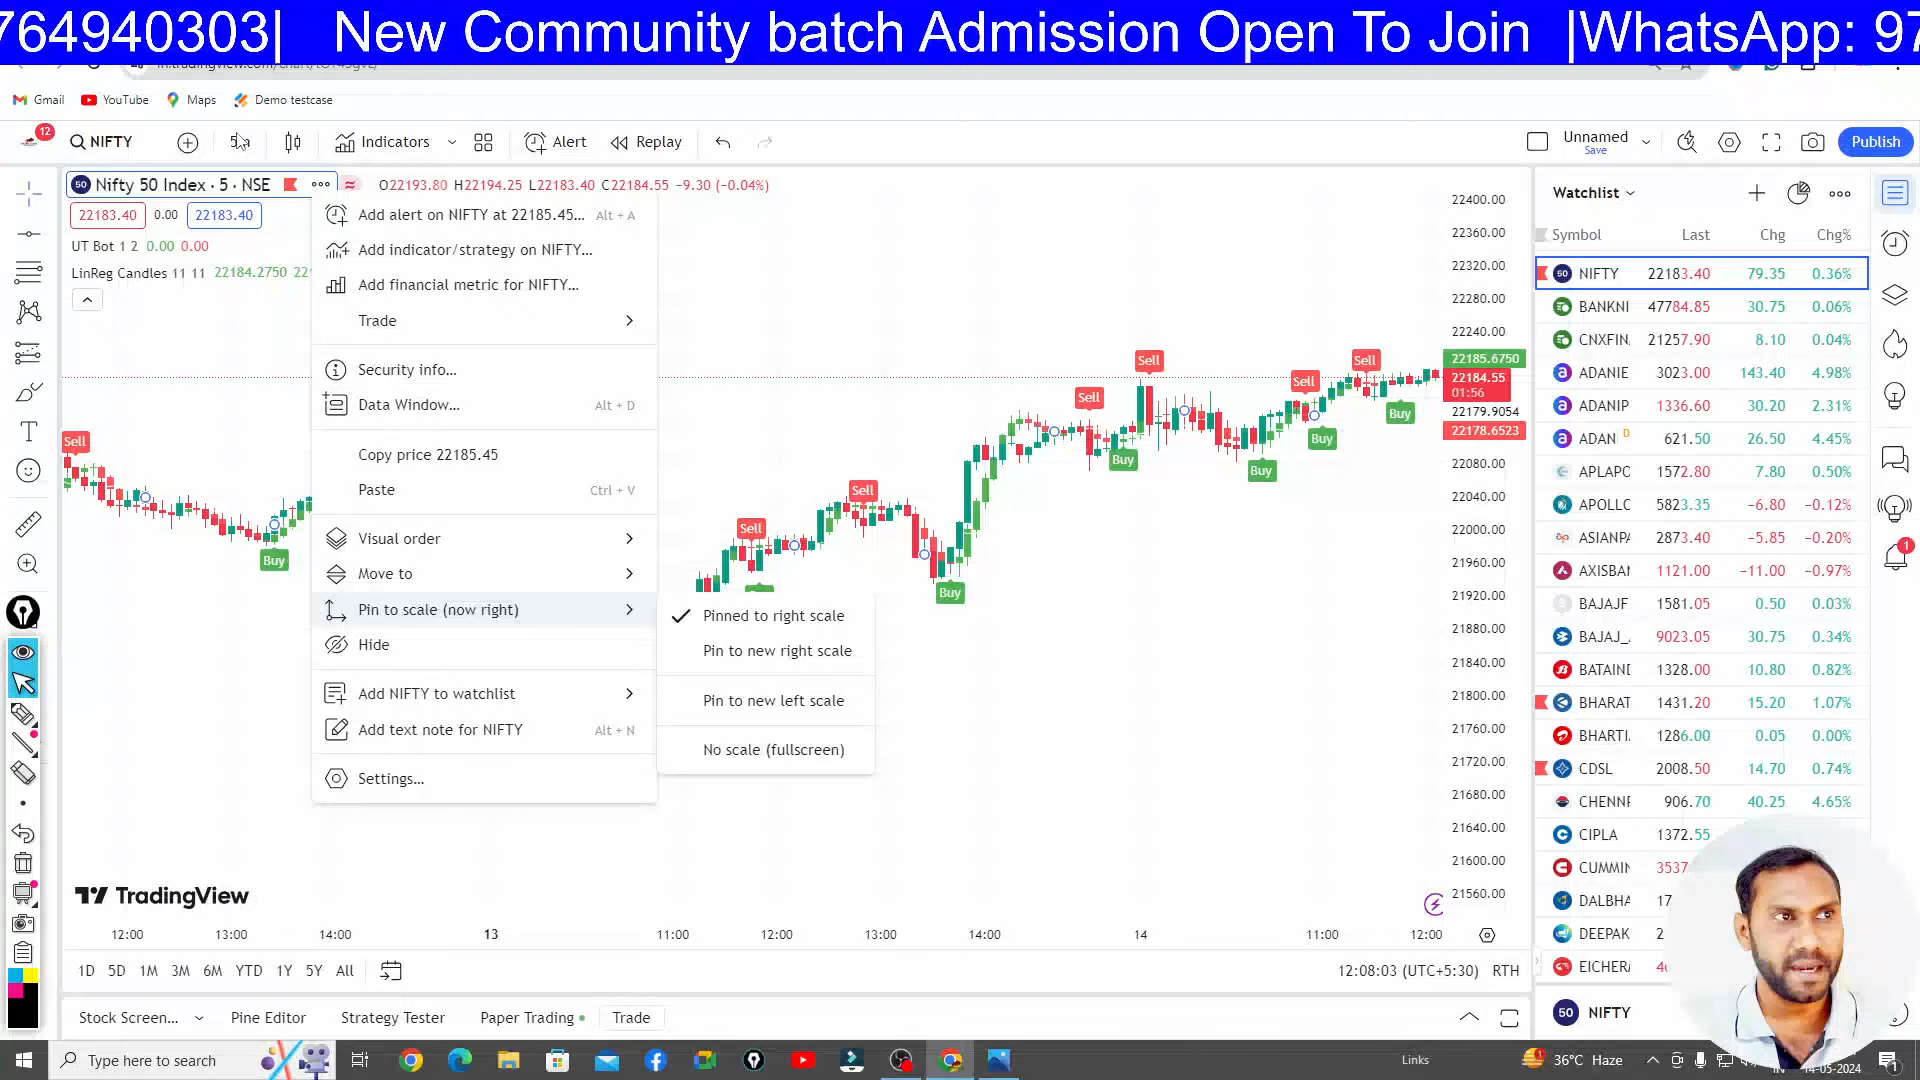 764940303|   New Community batch Admission Open To Join  |WhatsApp: 97
Gmail YouTube Maps Demo testcase
12
NIFTY Indicators Alert Replay Unnamed Save Publish
50 Nifty 50 Index · 5 · NSE O22193.80 H22194.25 L22183.40 C22184.55 −9.30 (−0.04%)
22183.40 0.00 22183.40
UT Bot 1 2 0.00 0.00
LinReg Candles 11 11 22184.2750 22
Add alert on NIFTY at 22185.45... Alt + A
Add indicator/strategy on NIFTY...
Add financial metric for NIFTY...
Trade
Security info...
Data Window... Alt + D
Copy price 22185.45
Paste Ctrl + V
Visual order
Move to
Pin to scale (now right)
Hide
Add NIFTY to watchlist
Add text note for NIFTY Alt + N
Settings...
Pinned to right scale
Pin to new right scale
Pin to new left scale
No scale (fullscreen)
Sell
Buy
Sell
Sell
Buy
Sell
Buy
Sell
Buy
Sell
Buy
Sell
Buy
22400.00
22360.00
22320.00
22280.00
22240.00
22185.6750
22184.55
01:56
22179.9054
22178.6523
22080.00
22040.00
22000.00
21960.00
21920.00
21880.00
21840.00
21800.00
21760.00
21720.00
21680.00
21640.00
21600.00
21560.00
TradingView
12:00 13:00 14:00 13 11:00 12:00 13:00 14:00 14 11:00 12:00
1D 5D 1M 3M 6M YTD 1Y 5Y All 12:08:03 (UTC+5:30) RTH
Stock Screen... Pine Editor Strategy Tester Paper Trading Trade
Watchlist
Symbol Last Chg Chg%
50 NIFTY 22183.40 79.35 0.36%
BANKNI 47784.85 30.75 0.06%
CNXFIN 21257.90 8.10 0.04%
ADANIE 3023.00 143.40 4.98%
ADANIP 1336.60 30.20 2.31%
ADANI D 621.50 26.50 4.45%
APLAPO 1572.80 7.80 0.50%
APOLLO 5823.35 −6.80 −0.12%
ASIANPA 2873.40 −5.85 −0.20%
AXISBAN 1121.00 −11.00 −0.97%
BAJAJF 1581.05 0.50 0.03%
BAJAJ_ 9023.05 30.75 0.34%
BATAIND 1328.00 10.80 0.82%
BHARAT 1431.20 15.20 1.07%
BHARTI 1286.00 0.05 0.00%
CDSL 2008.50 14.70 0.74%
CHENNP 906.70 40.25 4.65%
CIPLA 1372.55
CUMMIN 3537
DALBHA 17
DEEPAK 2
EICHER
50 NIFTY
1
Type here to search Links 36°C Haze 14-05-2024